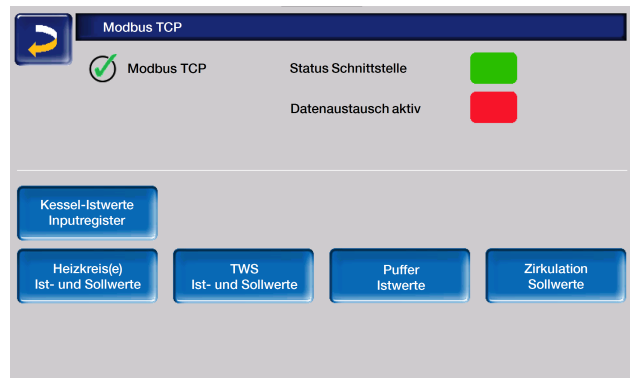 Modbus TCP
Modbus TCP
Status Schnittstelle
Datenaustausch aktiv
Kessel-Istwerte
Inputregister
Heizkreis(e)
Ist- und Sollwerte
TWS
Ist- und Sollwerte
Puffer
Istwerte
Zirkulation
Sollwerte